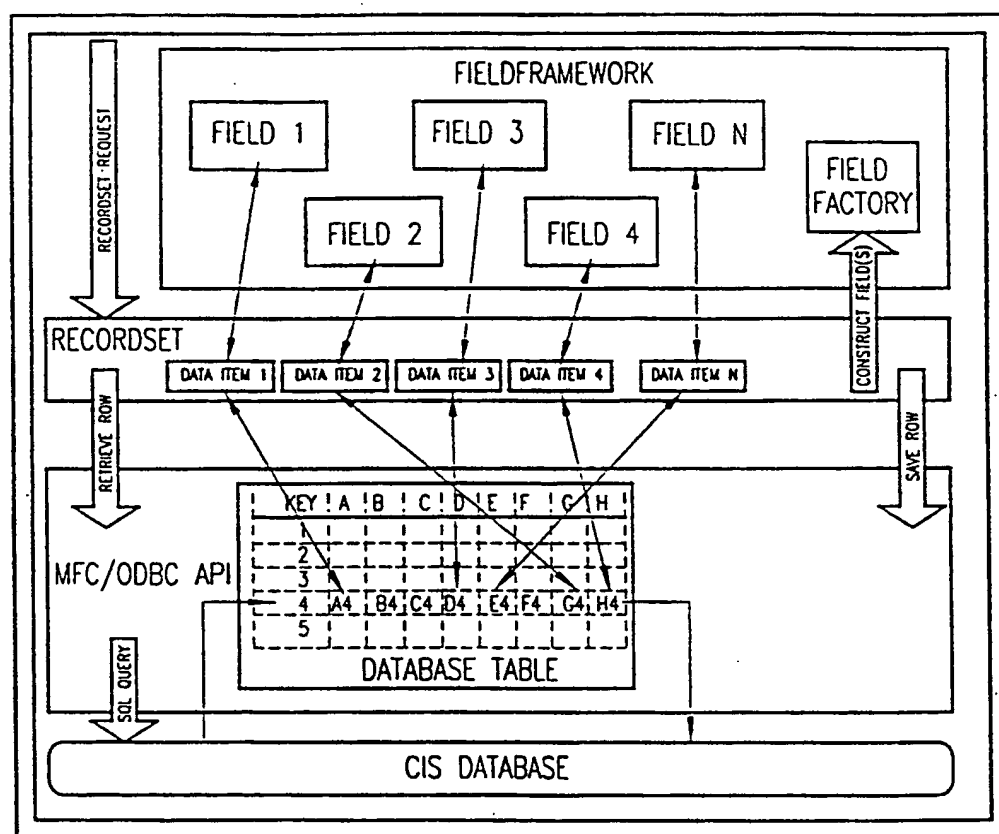 FIELDFRAMEWORK
RECORDSET REQUEST
FIELD 1
FIELD 3
FIELD N
FIELD
FACTORY
FIELD 2
FIELD 4
CONSTRUCT FIELD(S)
RECORDSET
DATA ITEM 1
DATA ITEM 2
DATA ITEM 3
DATA ITEM 4
DATA ITEM N
RETRIEVE ROW
SAVE ROW
KEY A B C D E F G H
1
2
3
4 A4 B4 C4 D4 E4 F4 G4 H4
5
MFC/ODBC API
DATABASE TABLE
SQL QUERY
CIS DATABASE